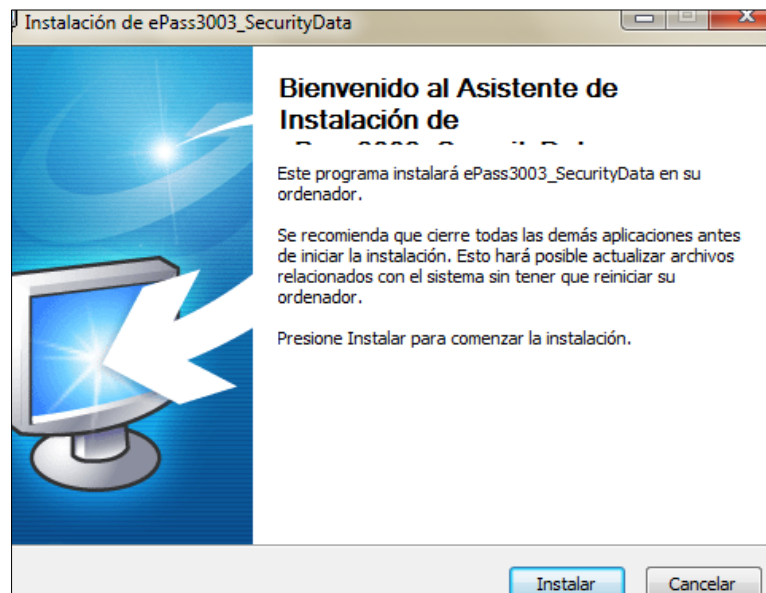 Instalación de ePass3003_SecurityData
Bienvenido al Asistente de
Instalación de
Este programa instalará ePass3003_SecurityData en su
ordenador.
Se recomienda que cierre todas las demás aplicaciones antes
de iniciar la instalación. Esto hará posible actualizar archivos
relacionados con el sistema sin tener que reiniciar su
ordenador.
Presione Instalar para comenzar la instalación.
Instalar
Cancelar